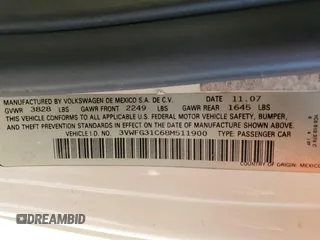 MANUFACTURED BY VOLKSWAGEN DE MEXICO S.A. DE C.V. 11.07
GVWR 3828 LBS GAWR FRONT 2249 LBS GAWR REAR 1645 LBS
THIS VEHICLE CONFORMS TO ALL APPLICABLE U.S. FEDERAL MOTOR VEHICLE SAFETY, BUMPER,
AND THEFT PREVENTION STANDARDS IN EFFECT ON THE DATE OF MANUFACTURE SHOWN ABOVE.
VEHICLE ID.: 3VWFG31C68M511900 TYPE: PASSENGER CAR
COUNTRY OF ORIGIN: MEXICO
DREAMBID